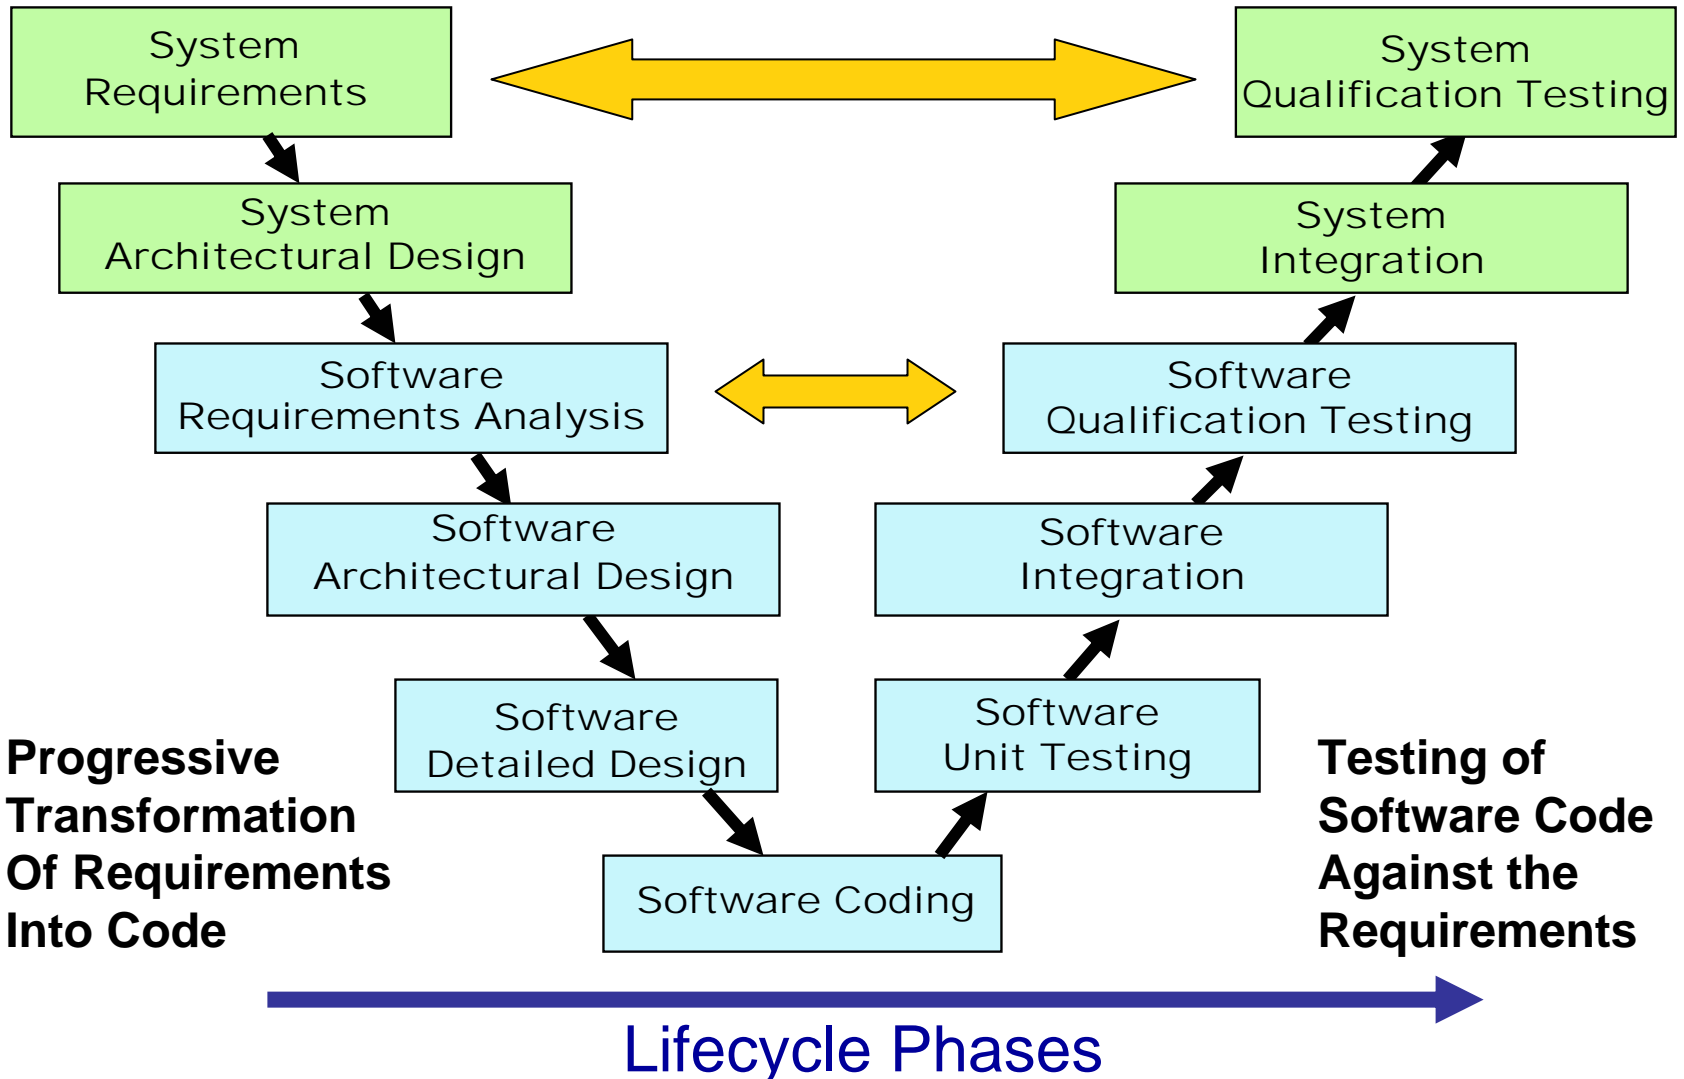 System
Requirements
System
Qualification Testing
System
Architectural Design
System
Integration
Software
Requirements Analysis
Software
Qualification Testing
Software
Architectural Design
Software
Integration
Software
Detailed Design
Software
Unit Testing
Progressive
Transformation
Of Requirements
Into Code
Testing of
Software Code
Against the
Requirements
Software Coding
Lifecycle Phases